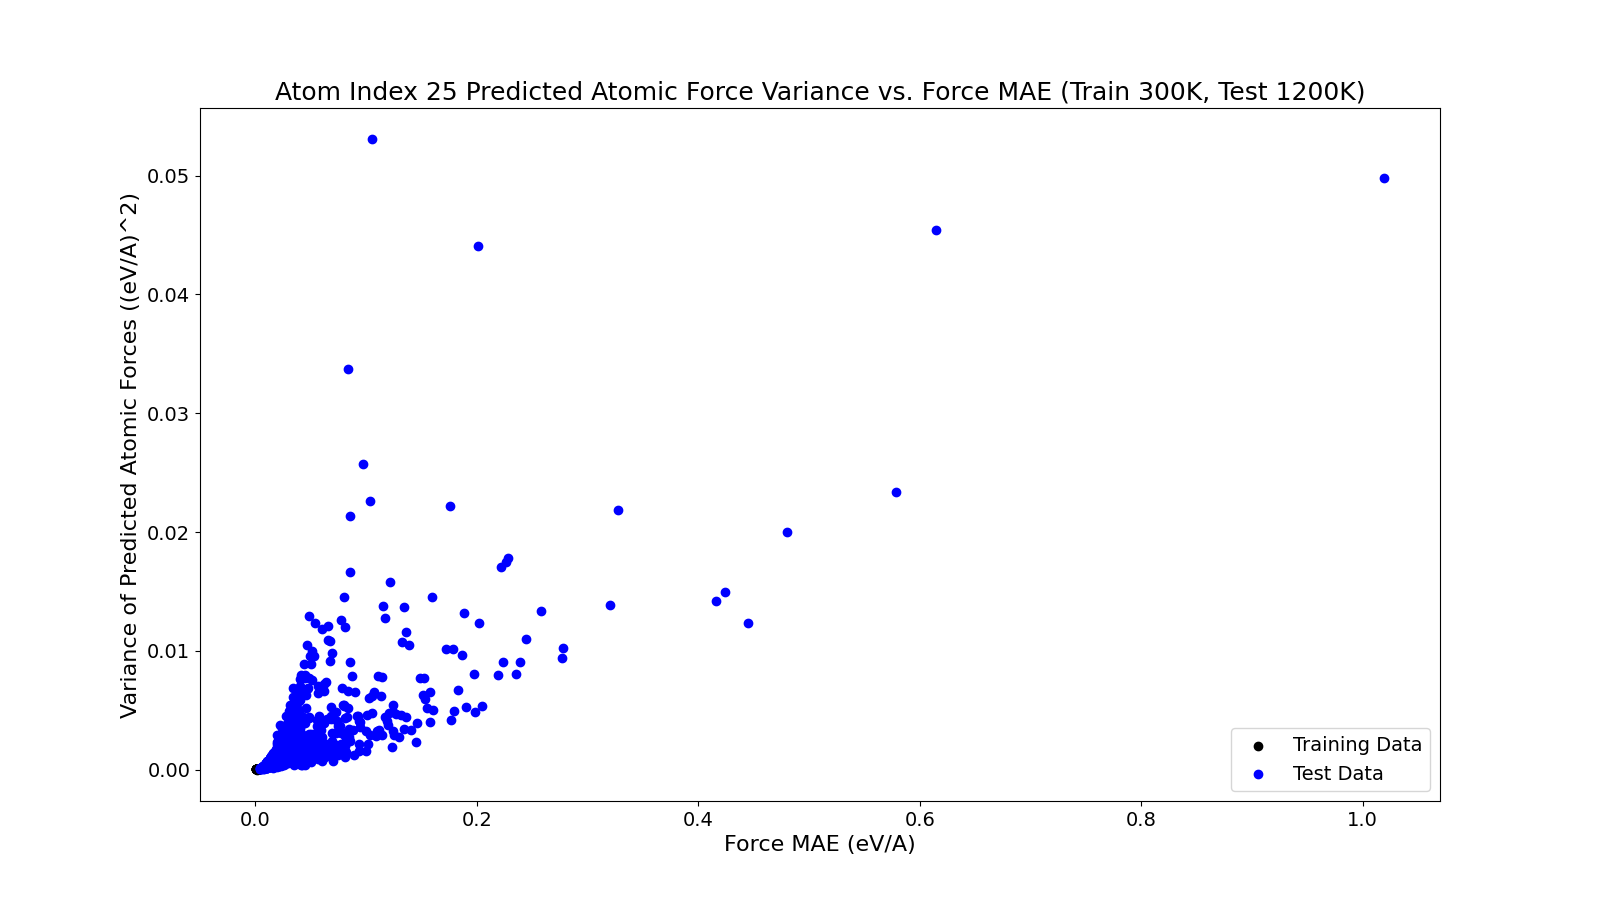 Atom Index 25 Predicted Atomic Force Variance vs. Force MAE (Train 300K, Test 1200K)
Variance of Predicted Atomic Forces ((eV/A)^2)
0.05
0.04
0.03
0.02
0.01
0.00
0.0 0.2 0.4 0.6 0.8 1.0
Force MAE (eV/A)
Training Data
Test Data